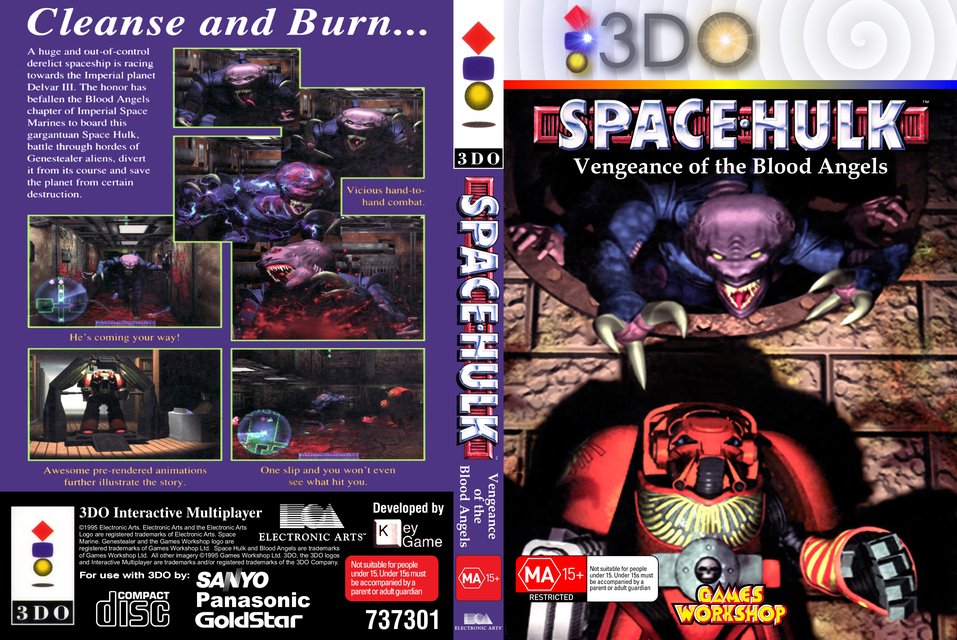 Cleanse and Burn...
A huge and out-of-control
derelict spaceship is racing
towards the Imperial planet
Delvar III. The honor has
befallen the Blood Angels
chapter of Imperial Space
Marines to board this
gargantuan Space Hulk,
battle through hordes of
Genestealer aliens, divert
it from its course and save
the planet from certain
destruction.
Vicious hand-to-
hand combat.
He's coming your way!
Awesome pre-rendered animations
further illustrate the story.
One slip and you won't even
see what hit you.
3DO
3DO Interactive Multiplayer
©1995 Electronic Arts. Electronic Arts and the Electronic Arts
Logo are registered trademarks of Electronic Arts. Space
Marine. Genestealer and the Games Workshop logo are
registered trademarks of Games Workshop Ltd. Space Hulk and Blood Angels are trademarks
of Games Workshop Ltd. All other imagery ©1995 Games Workshop Ltd. 3DO, the 3DO logos
and Interactive Multiplayer are trademarks and/or registered trademarks of the 3DO Company.
For use with 3DO by:
COMPACT
disc
SANYO
Panasonic
GoldStar
ELECTRONIC ARTS™
Developed by
Key
Game
Not suitable for people
under 15. Under 15s must
be accompanied by a
parent or adult guardian
737301
3DO
SPACE·HULK
Vengeance
of the
Blood Angels
MA 15+
ELECTRONIC ARTS
3DO
SPACE·HULK™
Vengeance of the Blood Angels
MA 15+
RESTRICTED
Not suitable for people
under 15. Under 15s must
be accompanied by a
parent or adult guardian
GAMES
WORKSHOP